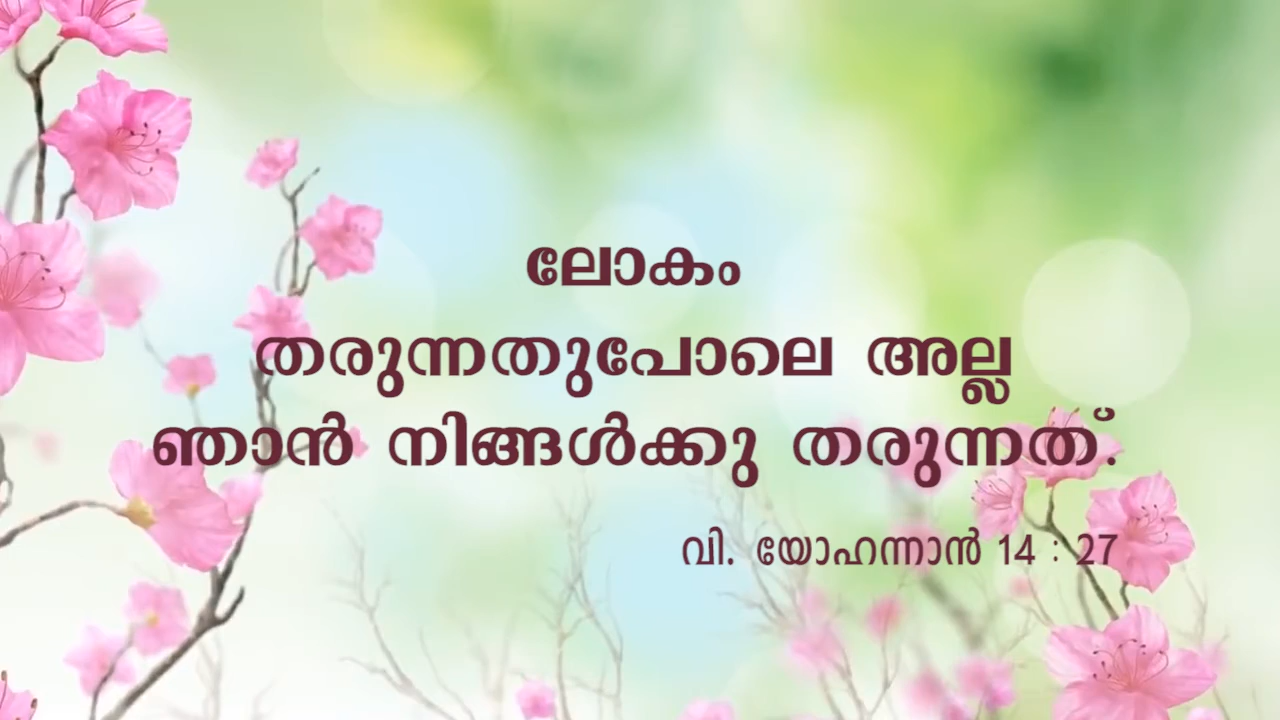 ലോകം
തരുന്നതുപോലെ അല്ല
ഞാൻ നിങ്ങൾക്കു തരുന്നത്.
വി. യോഹന്നാൻ 14 : 27